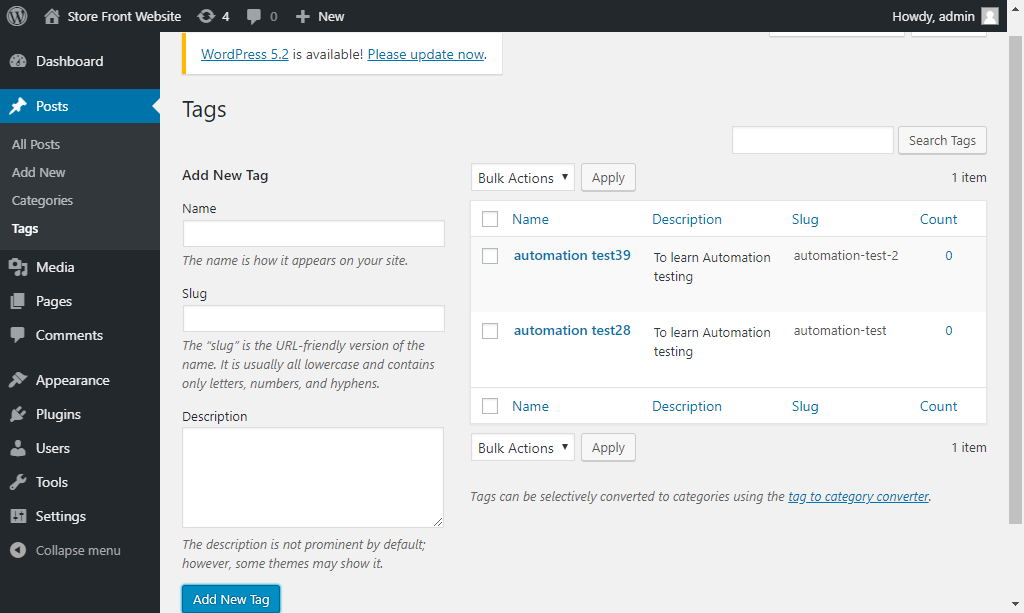 Store Front Website 4 0 New Howdy, admin
Dashboard
Posts
All Posts
Add New
Categories
Tags
Media
Pages
Comments
Appearance
Plugins
Users
Tools
Settings
Collapse menu
WordPress 5.2 is available! Please update now.
Tags
Search Tags
Add New Tag
Name
The name is how it appears on your site.
Slug
The “slug” is the URL-friendly version of the
name. It is usually all lowercase and contains
only letters, numbers, and hyphens.
Description
The description is not prominent by default;
however, some themes may show it.
Add New Tag
Bulk Actions Apply 1 item
Name Description Slug Count
automation test39 To learn Automation automation-test-2 0
testing
automation test28 To learn Automation automation-test 0
testing
Name Description Slug Count
Bulk Actions Apply 1 item
Tags can be selectively converted to categories using the tag to category converter.